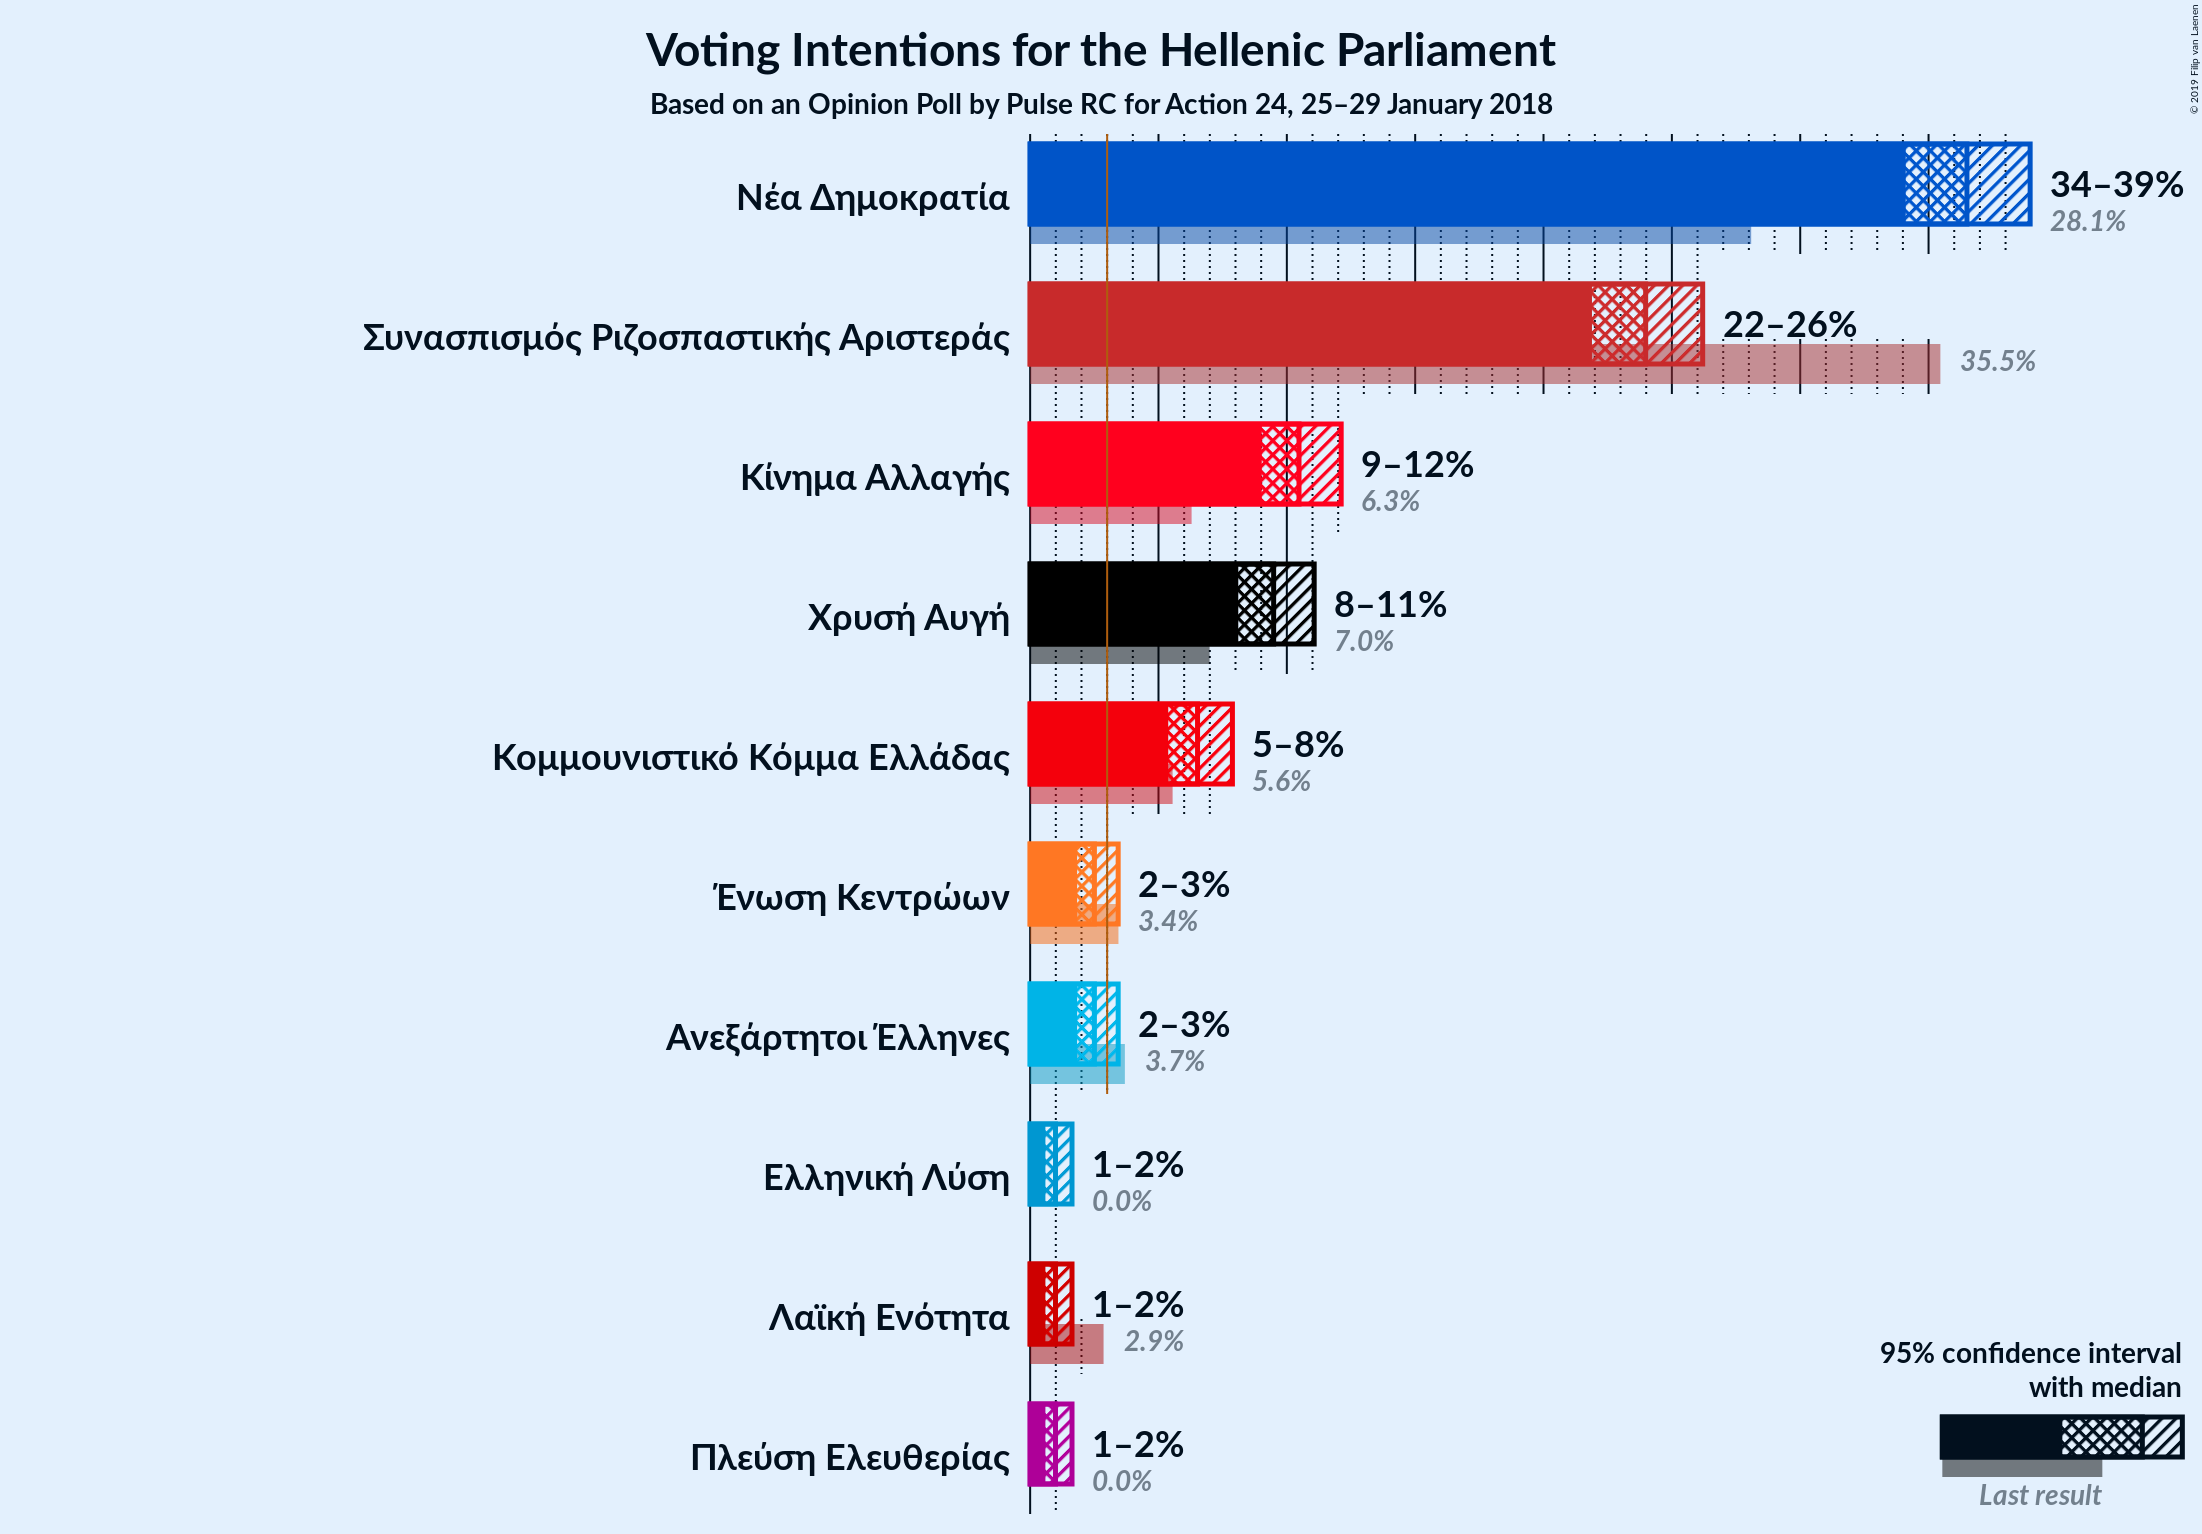 Voting Intentions for the Hellenic Parliament
Based on an Opinion Poll by Pulse RC for Action 24, 25–29 January 2018
© 2019 Filip van Laenen
Νέα Δημοκρατία
34–39%
28.1%
Συνασπισμός Ριζοσπαστικής Αριστεράς
22–26%
35.5%
Κίνημα Αλλαγής
9–12%
6.3%
Χρυσή Αυγή
8–11%
7.0%
Κομμουνιστικό Κόμμα Ελλάδας
5–8%
5.6%
Ένωση Κεντρώων
2–3%
3.4%
Ανεξάρτητοι Έλληνες
2–3%
3.7%
Ελληνική Λύση
1–2%
0.0%
Λαϊκή Ενότητα
1–2%
2.9%
Πλεύση Ελευθερίας
1–2%
0.0%
95% confidence interval
with median
Last result